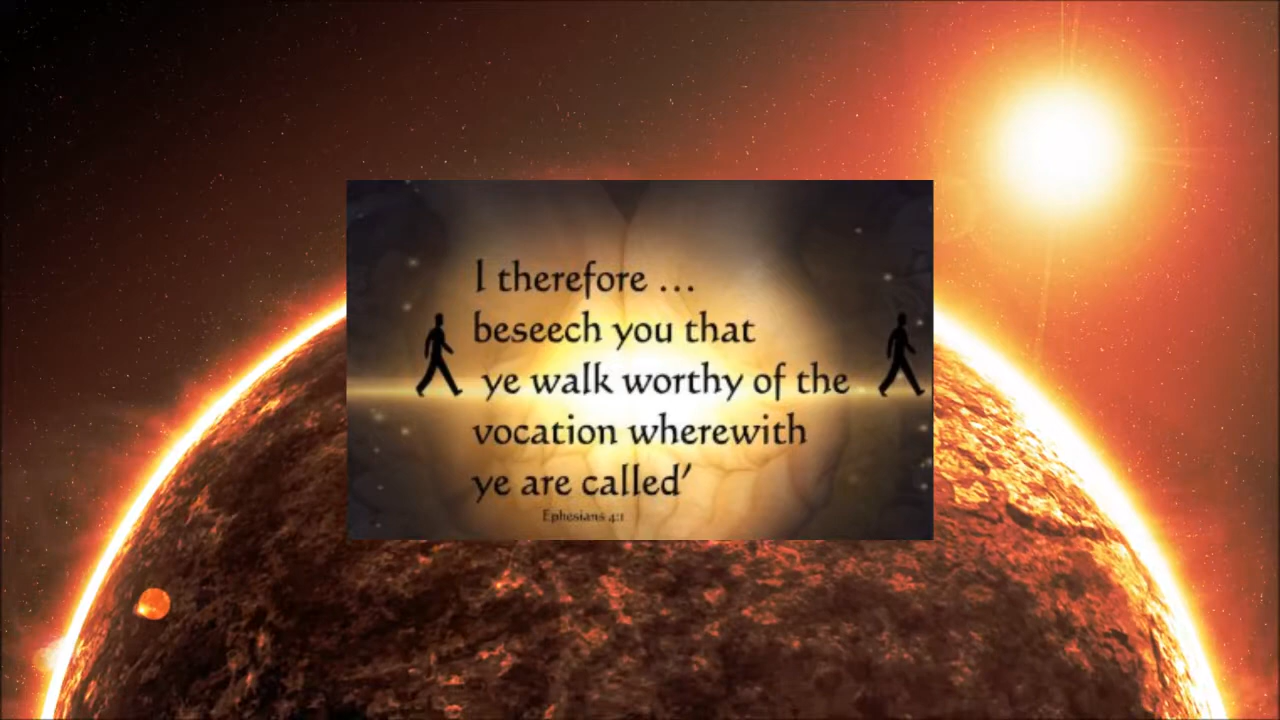 I therefore ...
beseech you that
ye walk worthy of the
vocation wherewith
ye are called'
Ephesians 4:1